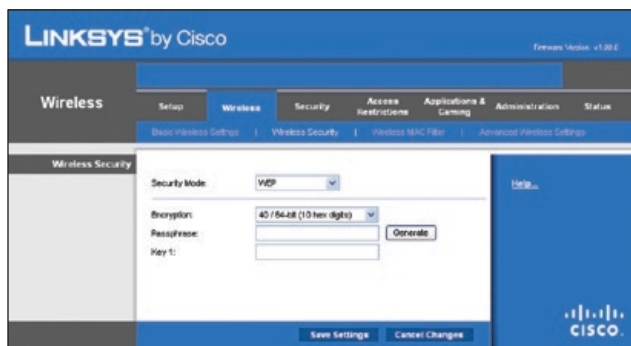 LINKSYS® by Cisco
Firmware Version: v1.00.0
Wireless
Setup
Wireless
Security
Access Restrictions
Applications & Gaming
Administration
Status
Basic Wireless Settings | Wireless Security | Wireless MAC Filter | Advanced Wireless Settings
Wireless Security
Security Mode: WEP
Help...
Encryption: 40 / 64-bit (10 hex digits)
Passphrase: Generate
Key 1:
Save Settings Cancel Changes
CISCO.